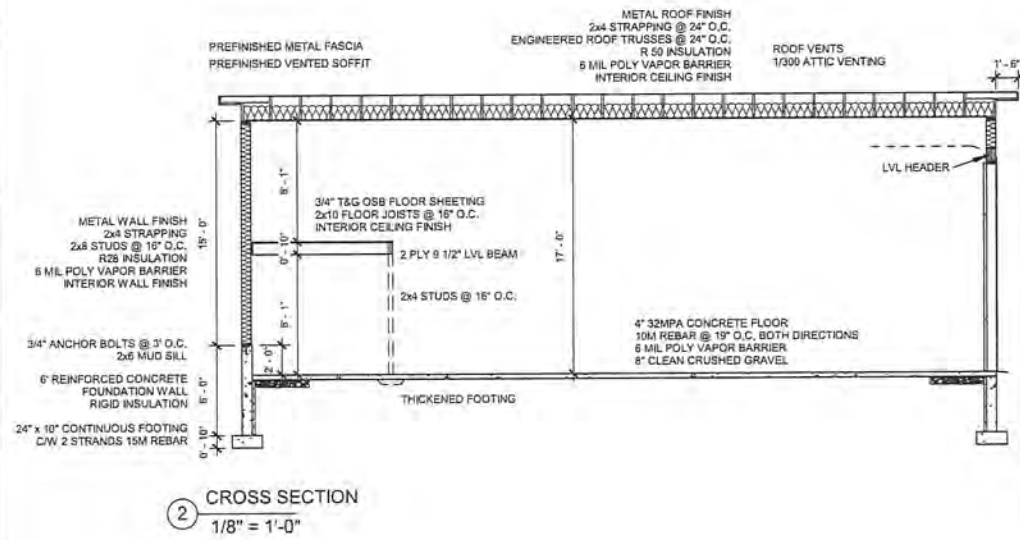 METAL ROOF FINISH
2x4 STRAPPING @ 24" O.C.
ENGINEERED ROOF TRUSSES @ 24" O.C.
R 50 INSULATION
6 MIL POLY VAPOR BARRIER
INTERIOR CEILING FINISH
PREFINISHED METAL FASCIA
PREFINISHED VENTED SOFFIT
ROOF VENTS
1/300 ATTIC VENTING
1' - 6"
LVL HEADER
8' - 1"
3/4" T&G OSB FLOOR SHEETING
2x10 FLOOR JOISTS @ 16" O.C.
INTERIOR CEILING FINISH
METAL WALL FINISH
2x4 STRAPPING
2x8 STUDS @ 16" O.C.
R28 INSULATION
6 MIL POLY VAPOR BARRIER
INTERIOR WALL FINISH
15' - 0"
0' - 10"
2 PLY 9 1/2" LVL BEAM
17' - 0"
2x4 STUDS @ 16" O.C.
8' - 1"
4" 32MPA CONCRETE FLOOR
10M REBAR @ 19" O.C. BOTH DIRECTIONS
6 MIL POLY VAPOR BARRIER
8" CLEAN CRUSHED GRAVEL
3/4" ANCHOR BOLTS @ 3' O.C.
2x6 MUD SILL
2' - 0"
6' REINFORCED CONCRETE
FOUNDATION WALL
RIGID INSULATION
THICKENED FOOTING
24" x 10" CONTINUOUS FOOTING
C/W 2 STRANDS 15M REBAR
0' - 10"
2
CROSS SECTION
1/8" = 1'-0"